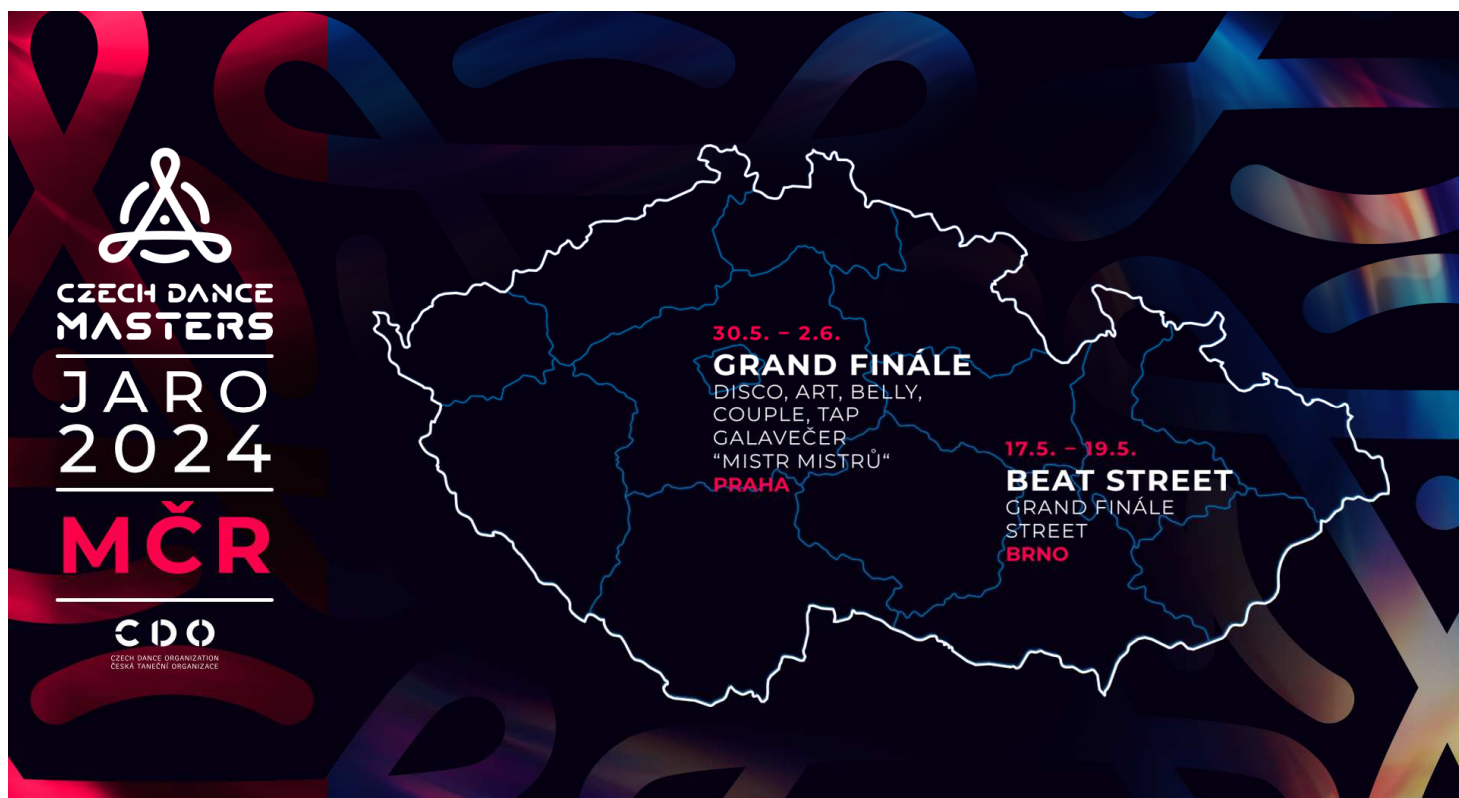 CZECH DANCE
MASTERS
JARO
2024
MČR
CDO
CZECH DANCE ORGANIZATION
ČESKÁ TANEČNÍ ORGANIZACE
30.5. – 2.6.
GRAND FINÁLE
DISCO, ART, BELLY,
COUPLE, TAP
GALAVEČER
“MISTR MISTRŮ“
PRAHA
17.5. – 19.5.
BEAT STREET
GRAND FINÁLE
STREET
BRNO